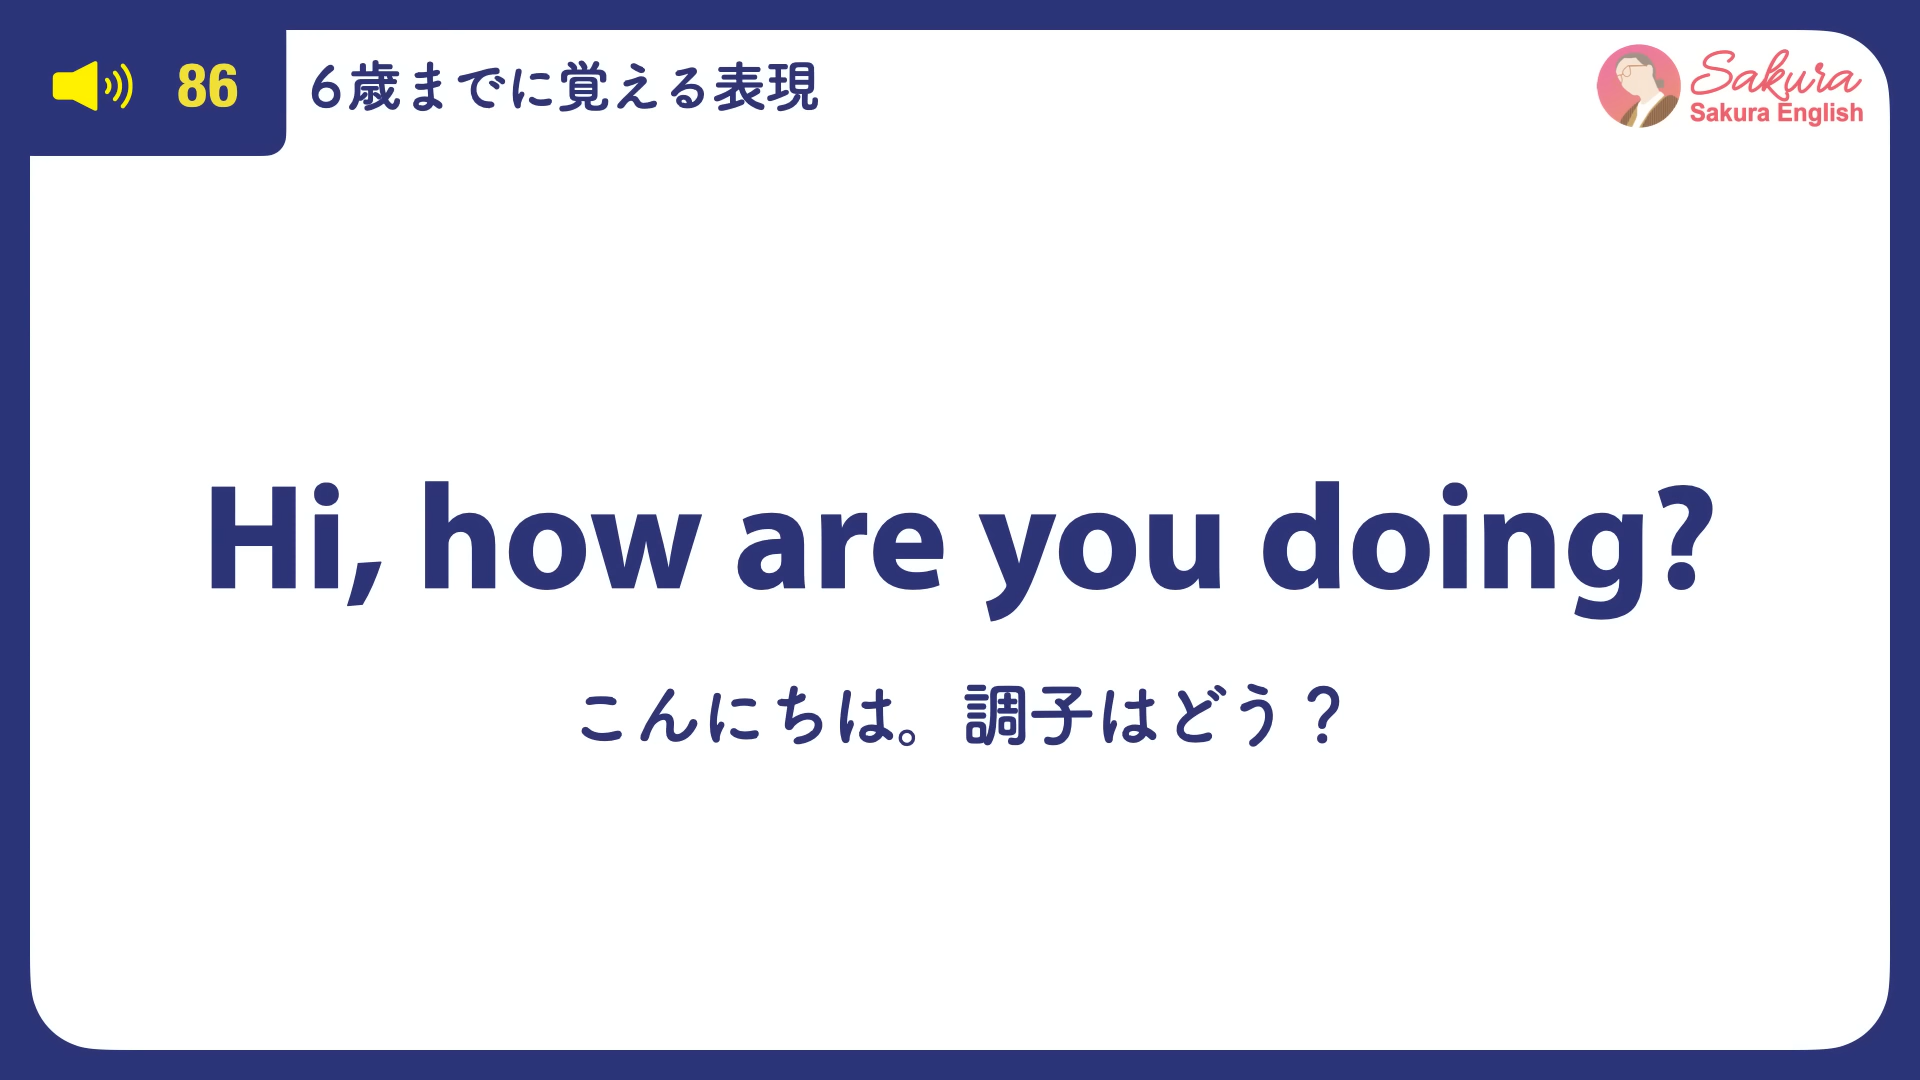 86
6歳までに覚える表現
Sakura
Sakura English
Hi, how are you doing?
こんにちは。調子はどう？